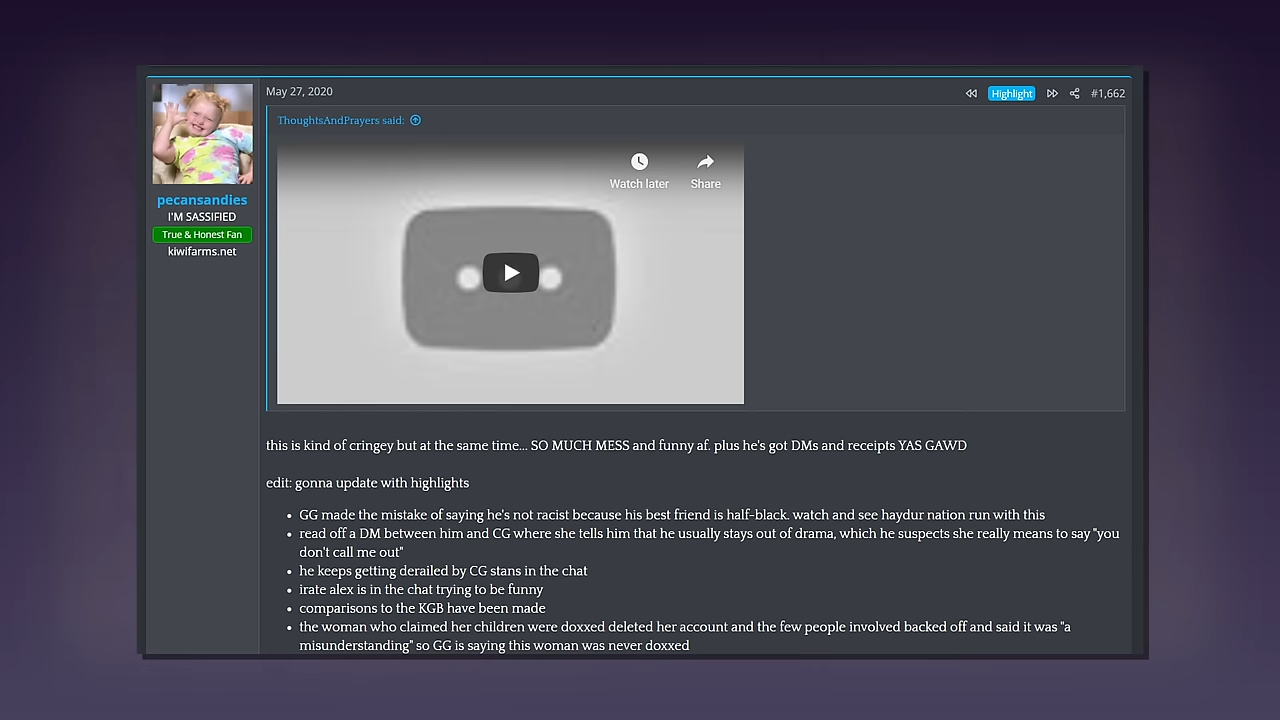 May 27, 2020
Highlight
#1,662
ThoughtsAndPrayers said:
Watch later
Share
pecansandies
I'M SASSIFIED
True & Honest Fan
kiwifarms.net
this is kind of cringey but at the same time... SO MUCH MESS and funny af. plus he's got DMs and receipts YAS GAWD
edit: gonna update with highlights
• GG made the mistake of saying he's not racist because his best friend is half-black. watch and see haydur nation run with this
• read off a DM between him and CG where she tells him that he usually stays out of drama, which he suspects she really means to say "you
don't call me out"
• he keeps getting derailed by CG stans in the chat
• irate alex is in the chat trying to be funny
• comparisons to the KGB have been made
• the woman who claimed her children were doxxed deleted her account and the few people involved backed off and said it was "a
misunderstanding" so GG is saying this woman was never doxxed